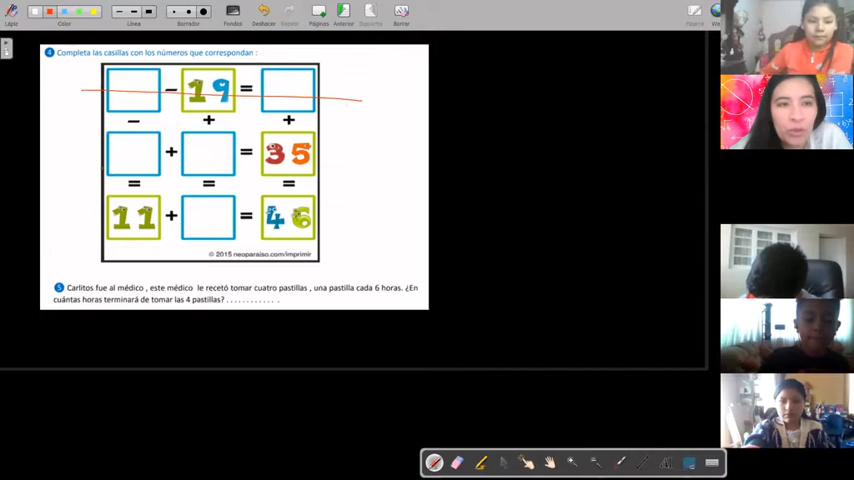 Lápiz Línea Borrador Fondos Deshacer Repetir Páginas Anterior Siguiente Borrar
4 Completa las casillas con los números que correspondan :
- 19 =
- + +
+ = 35
= = =
11 + = 46
© 2015 neoparaiso.com/imprimir
5 Carlitos fue al médico , este médico le recetó tomar cuatro pastillas , una pastilla cada 6 horas. ¿En
cuántas horas terminará de tomar las 4 pastillas? . . . . . . . . . . . .